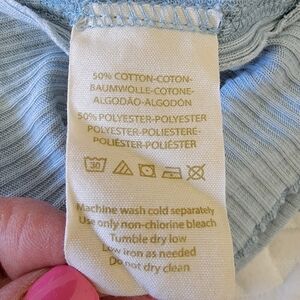 50% COTTON-COTON-
BAUMWOLLE-COTONE-
ALGODÃO-ALGODÓN
50% POLYESTER-POLYESTER
POLYESTER-POLIESTERE-
POLIÉSTER-POLIÉSTER
30
Machine wash cold separately
Use only non-chlorine bleach
Tumble dry low
Low iron as needed
Do not dry clean